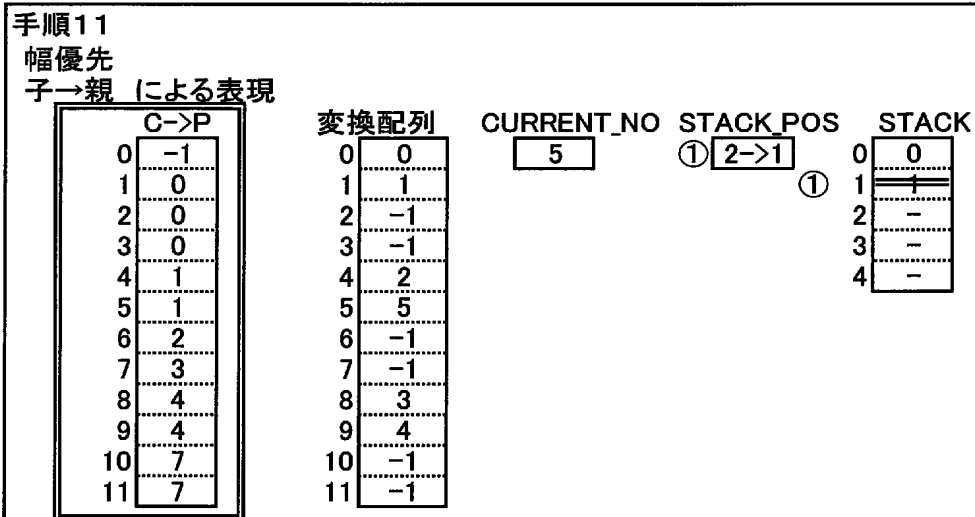 手順11
幅優先
子→親 による表現
C->P 変換配列 CURRENT_NO STACK_POS STACK
0 -1 0 0 5 ① 2->1 0 0
1 0 1 1 ① 1 1
2 0 2 -1 2 -
3 0 3 -1 3 -
4 1 4 2 4 -
5 1 5 5
6 2 6 -1
7 3 7 -1
8 4 8 3
9 4 9 4
10 7 10 -1
11 7 11 -1